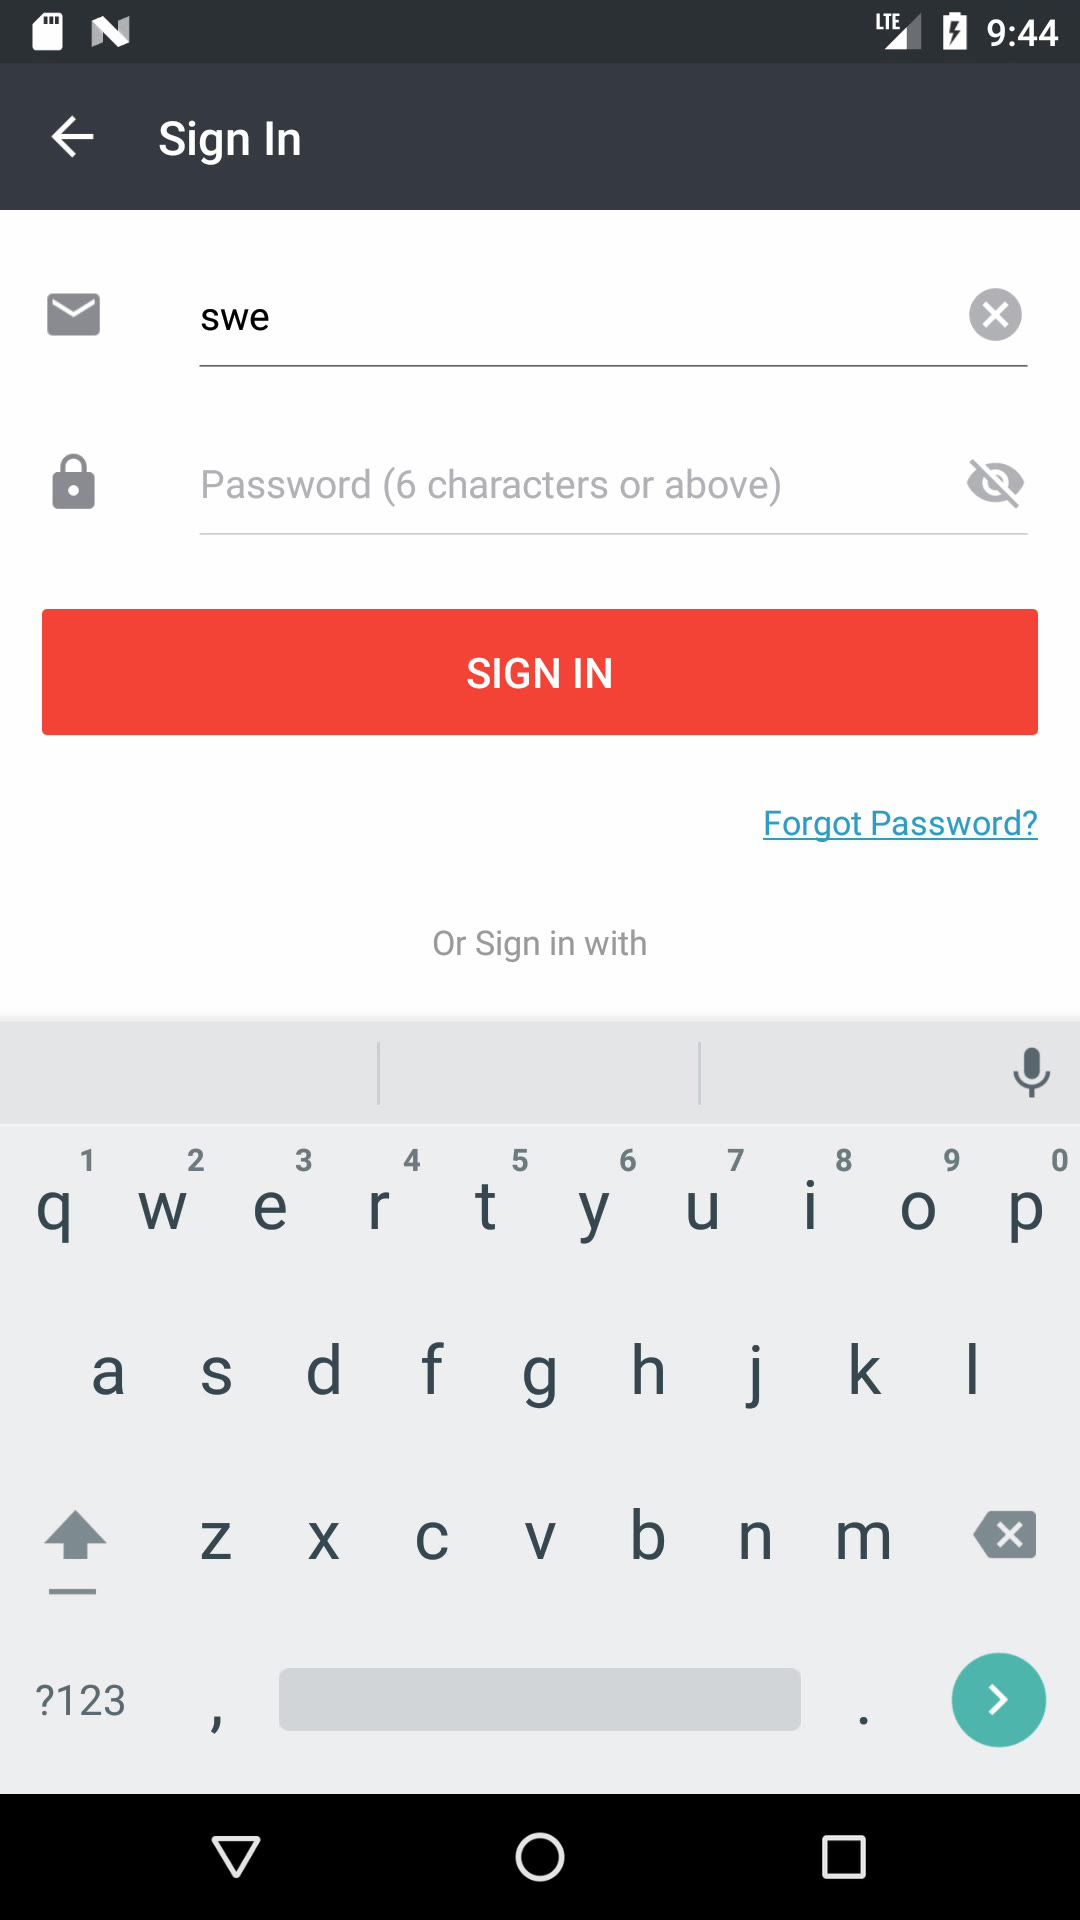 LTE 9:44
Sign In
swe
Password (6 characters or above)
SIGN IN
Forgot Password?
Or Sign in with
1 2 3 4 5 6 7 8 9 0
q w e r t y u i o p
a s d f g h j k l
z x c v b n m
?123 , .